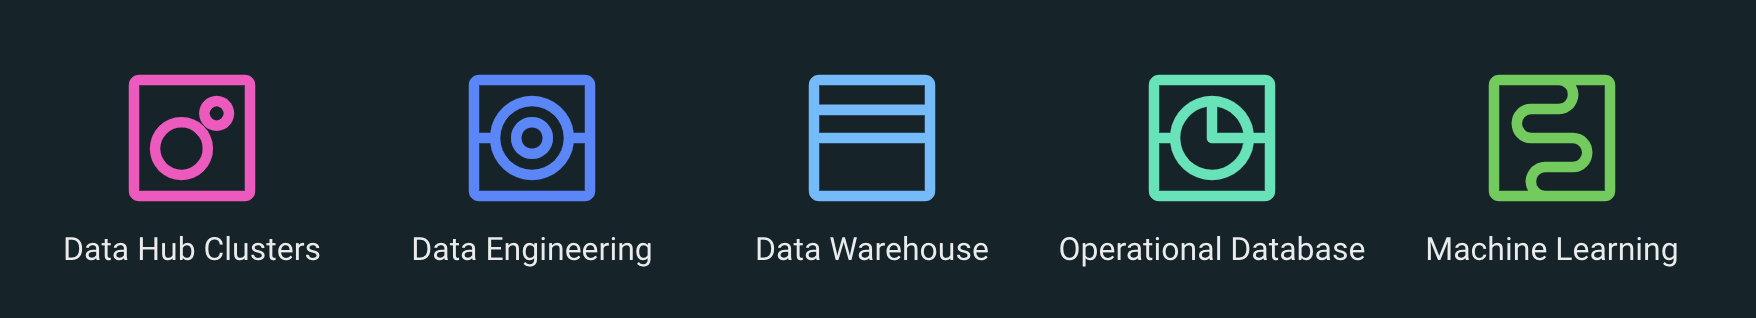 Data Hub Clusters
Data Engineering
Data Warehouse
Operational Database
Machine Learning